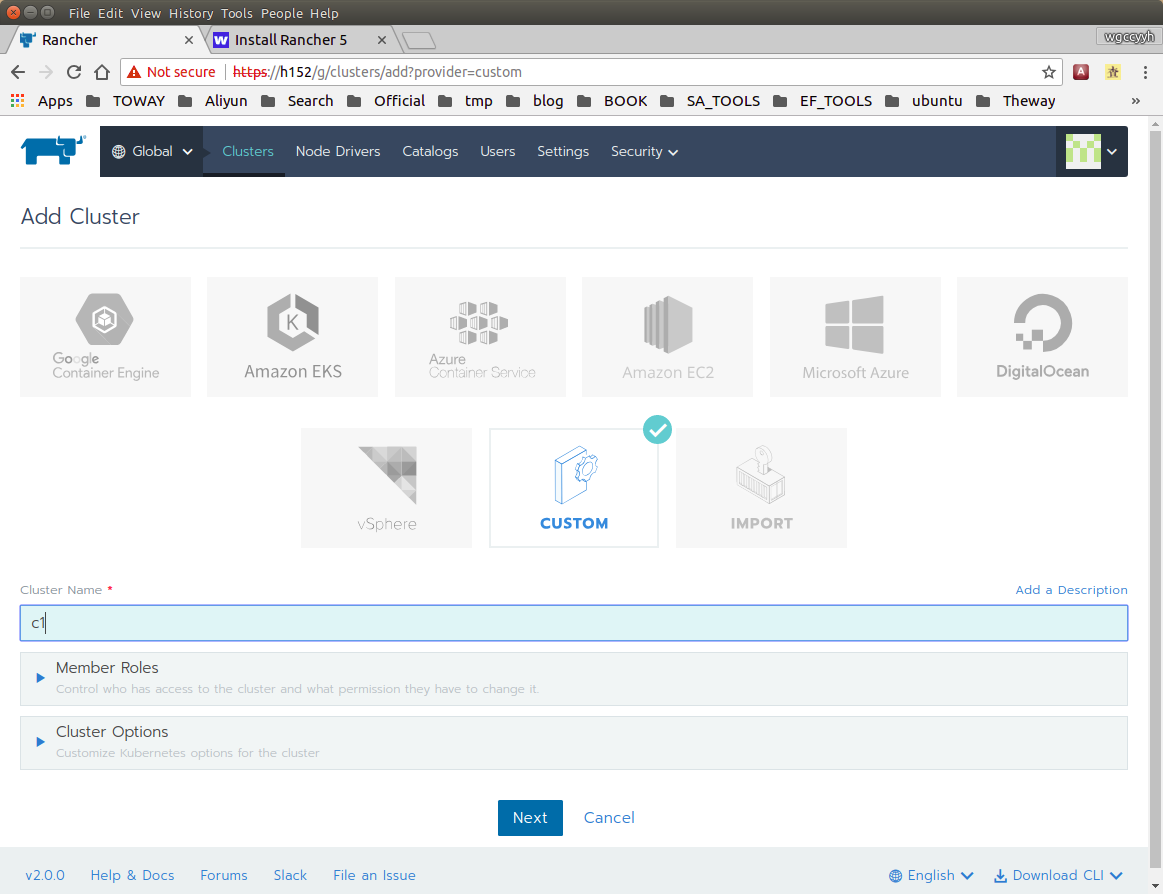 File Edit View History Tools People Help
Rancher
Install Rancher 5
wgccyyh
Not secure https://h152/g/clusters/add?provider=custom
Apps TOWAY Aliyun Search Official tmp blog BOOK SA_TOOLS EF_TOOLS ubuntu Theway »
Global Clusters Node Drivers Catalogs Users Settings Security
Add Cluster
Google
Container Engine
Amazon EKS
Azure
Container Service
Amazon EC2
Microsoft Azure
DigitalOcean
vSphere
CUSTOM
IMPORT
Cluster Name * Add a Description
c1
Member Roles
Control who has access to the cluster and what permission they have to change it.
Cluster Options
Customize Kubernetes options for the cluster
Next Cancel
v2.0.0 Help & Docs Forums Slack File an Issue English Download CLI